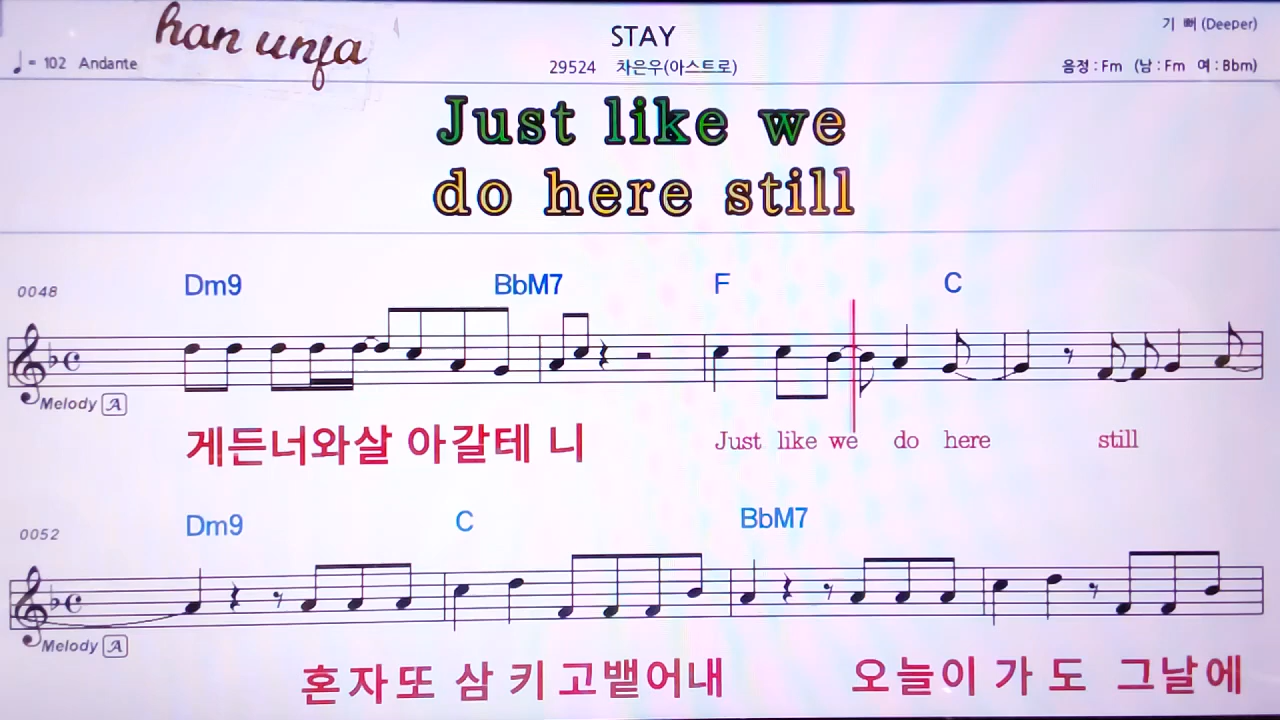 han unja
STAY
기 뻐 (Deeper)
♩= 102 Andante
29524 차은우(아스트로)
음정 : Fm (남 : Fm 여 : Bbm)
Just like we
do here still
0048 Dm9 BbM7 F C
Melody A
게든너와살 아갈테 니 Just like we do here still
0052 Dm9 C BbM7
Melody A
혼자또 삼 키 고뱉어내 오늘이 가 도 그날에